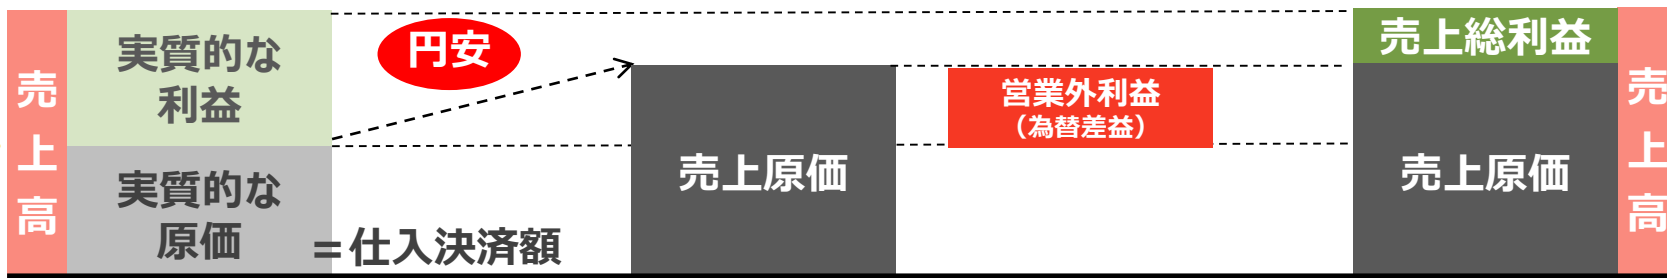 売上高
実質的な
利益
実質的な
原価
＝仕入決済額
円安
売上原価
営業外利益
（為替差益）
売上総利益
売上原価
売上高